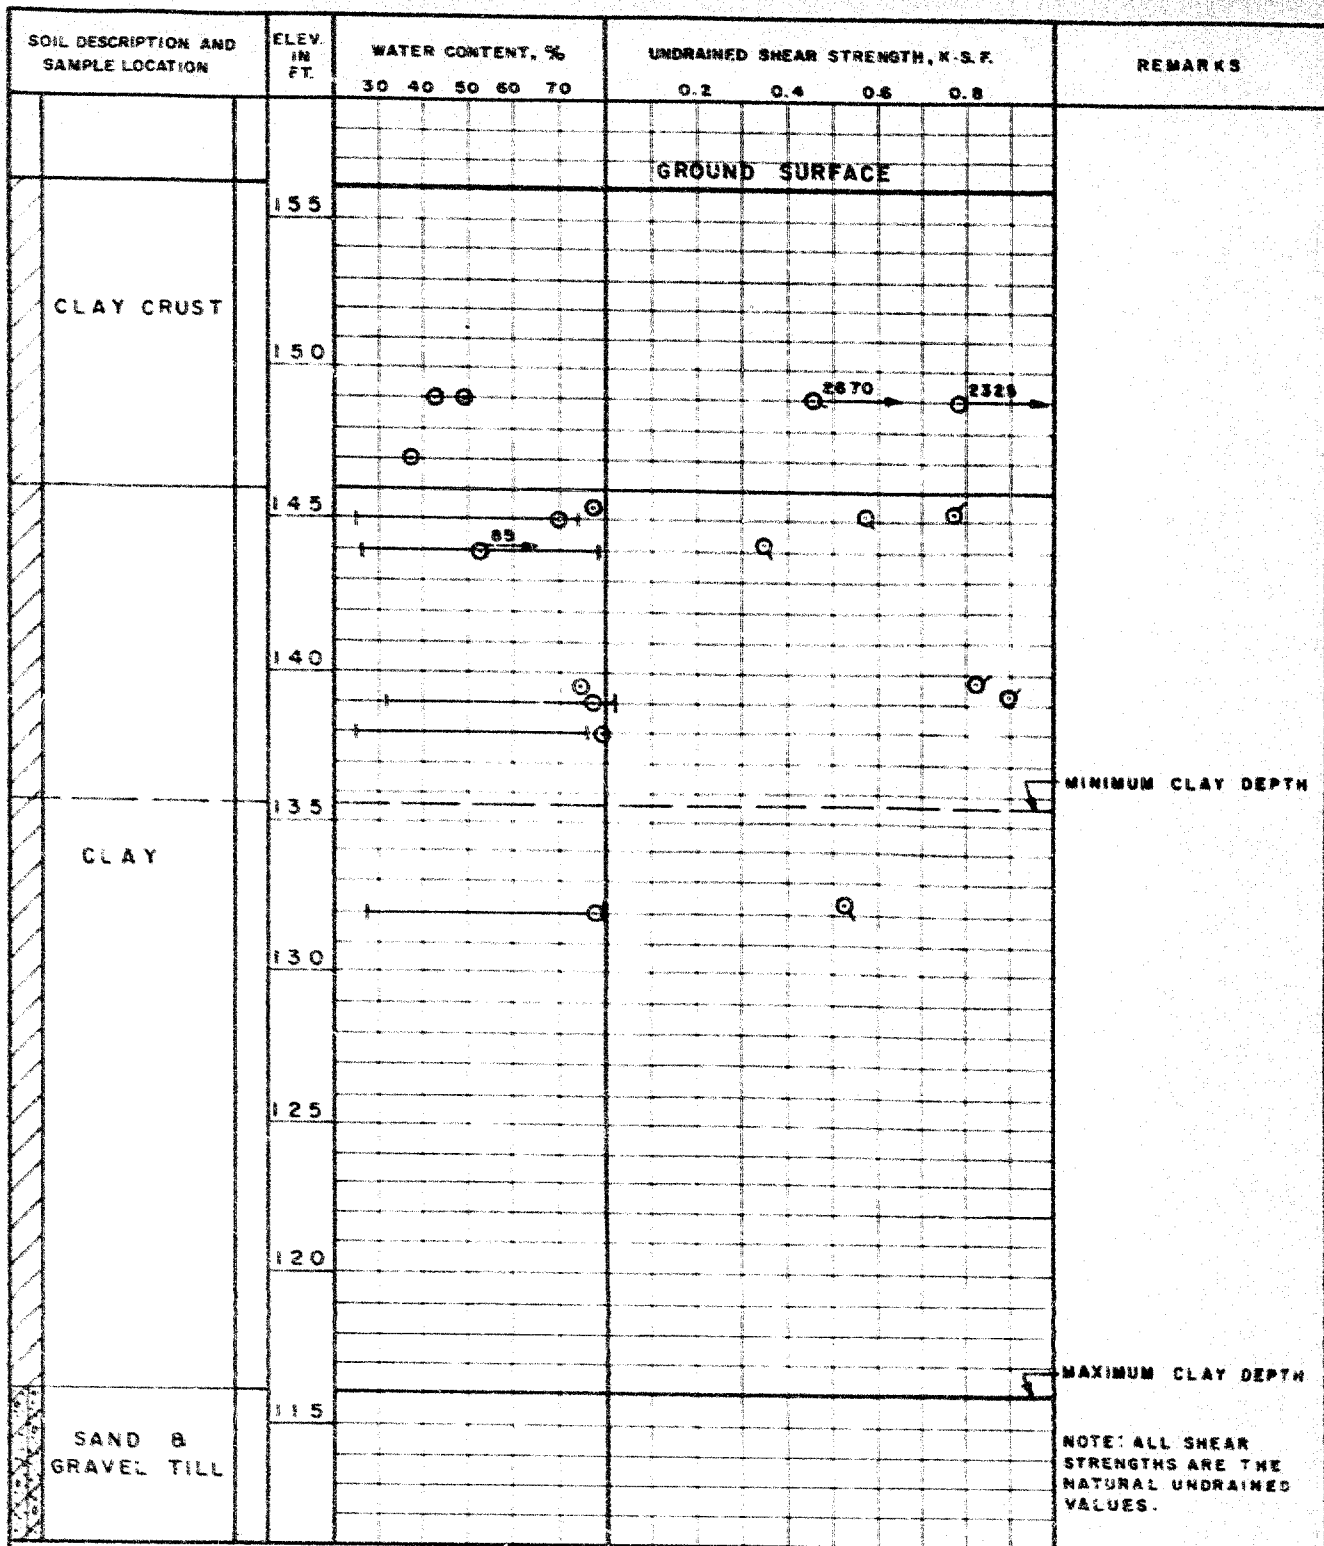 SOIL DESCRIPTION AND
SAMPLE LOCATION
ELEV.
IN
FT.
WATER CONTENT, %
30 40 50 60 70
UNDRAINED SHEAR STRENGTH, K.S.F.
0.2 0.4 0.6 0.8
REMARKS
GROUND SURFACE
155
CLAY CRUST
150
2670
2325
145
85
140
MINIMUM CLAY DEPTH
135
CLAY
130
125
120
MAXIMUM CLAY DEPTH
115
SAND &
GRAVEL TILL
NOTE: ALL SHEAR
STRENGTHS ARE THE
NATURAL UNDRAINED
VALUES.